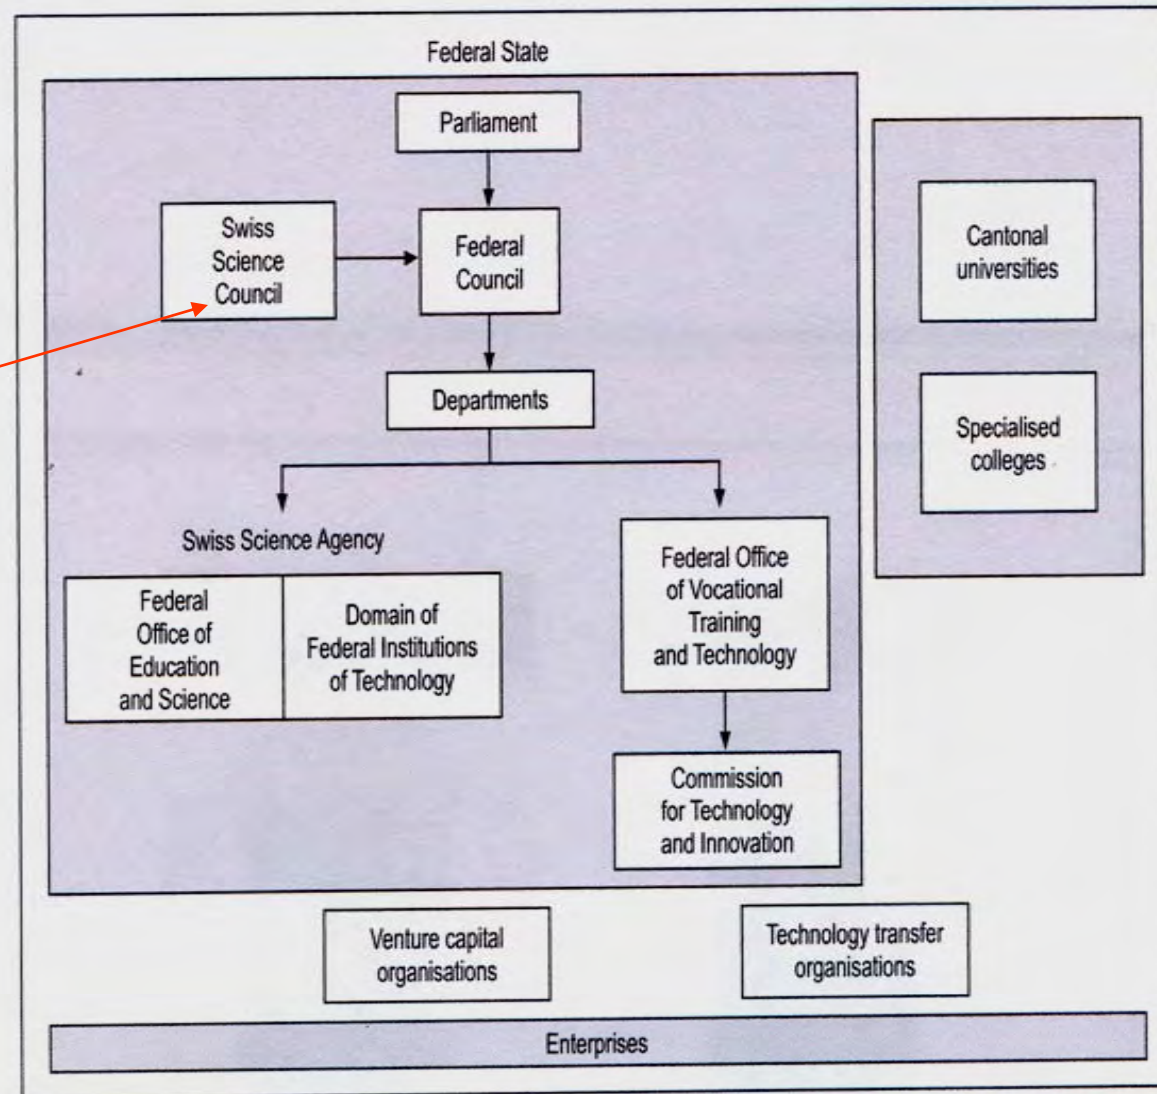 Federal State
Parliament
Swiss
Science
Council
Federal
Council
Departments
Swiss Science Agency
Federal
Office of
Education
and Science
Domain of
Federal Institutions
of Technology
Federal Office
of Vocational
Training
and Technology
Commission
for Technology
and Innovation
Cantonal
universities
Specialised
colleges
Venture capital
organisations
Technology transfer
organisations
Enterprises